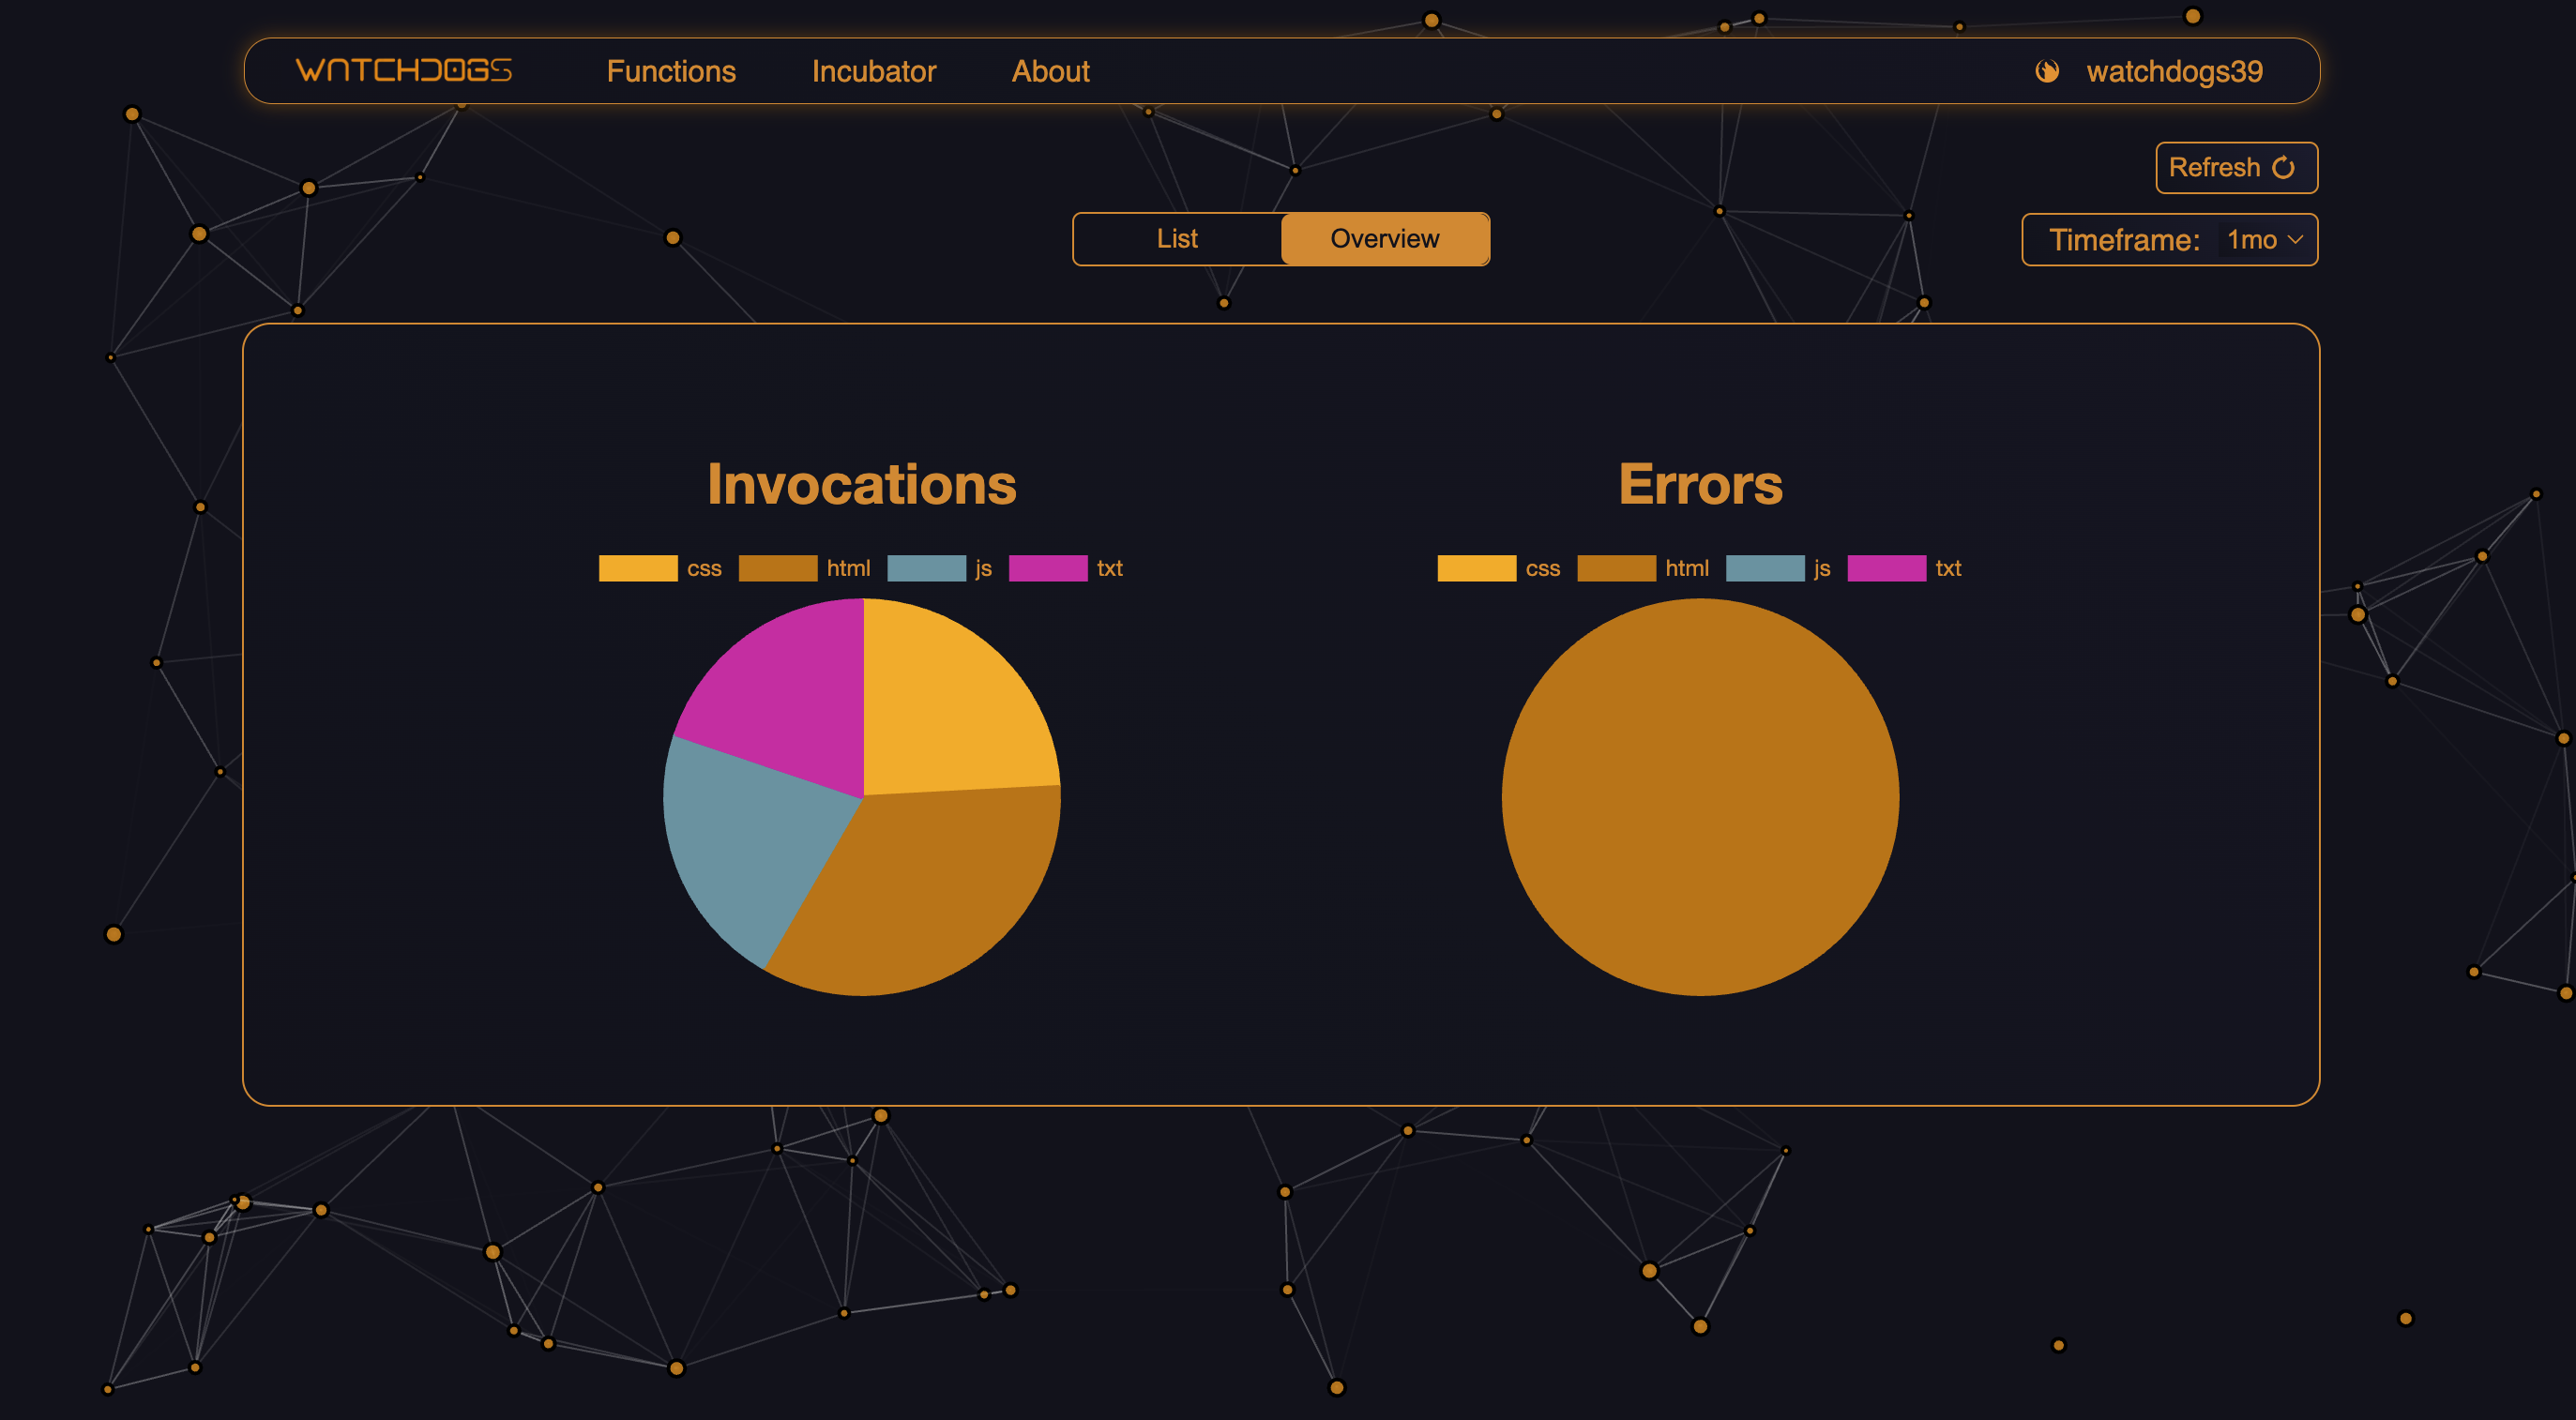 WATCHDOGS Functions Incubator About watchdogs39
Refresh
List Overview Timeframe: 1mo
Invocations Errors
css html js txt css html js txt